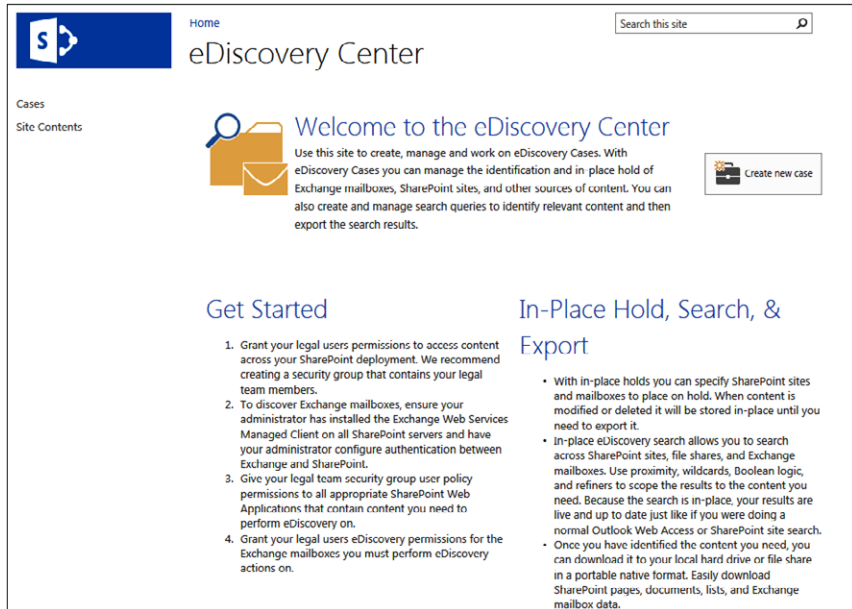 S
Home
Search this site
eDiscovery Center
Cases
Site Contents
Welcome to the eDiscovery Center
Use this site to create, manage and work on eDiscovery Cases. With
eDiscovery Cases you can manage the identification and in-place hold of
Exchange mailboxes, SharePoint sites, and other sources of content. You can
also create and manage search queries to identify relevant content and then
export the search results.
Create new case
Get Started
1. Grant your legal users permissions to access content
across your SharePoint deployment. We recommend
creating a security group that contains your legal
team members.
2. To discover Exchange mailboxes, ensure your
administrator has installed the Exchange Web Services
Managed Client on all SharePoint servers and have
your administrator configure authentication between
Exchange and SharePoint.
3. Give your legal team security group user policy
permissions to all appropriate SharePoint Web
Applications that contain content you need to
perform eDiscovery on.
4. Grant your legal users eDiscovery permissions for the
Exchange mailboxes you must perform eDiscovery
actions on.
In-Place Hold, Search, &
Export
• With in-place holds you can specify SharePoint sites
and mailboxes to place on hold. When content is
modified or deleted it will be stored in-place until you
need to export it.
• In-place eDiscovery search allows you to search
across SharePoint sites, file shares, and Exchange
mailboxes. Use proximity, wildcards, Boolean logic,
and refiners to scope the results to the content you
need. Because the search is in-place, your results are
live and up to date just like if you were doing a
normal Outlook Web Access or SharePoint site search.
• Once you have identified the content you need, you
can download it to your local hard drive or file share
in a portable native format. Easily download
SharePoint pages, documents, lists, and Exchange
mailbox data.